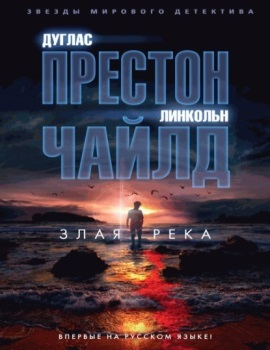 ЗВЕЗДЫ МИРОВОГО ДЕТЕКТИВА
ДУГЛАС
ПРЕСТОН
ЛИНКОЛЬН
ЧАЙЛД
ЗЛАЯ РЕКА
ВПЕРВЫЕ НА РУССКОМ ЯЗЫКЕ!